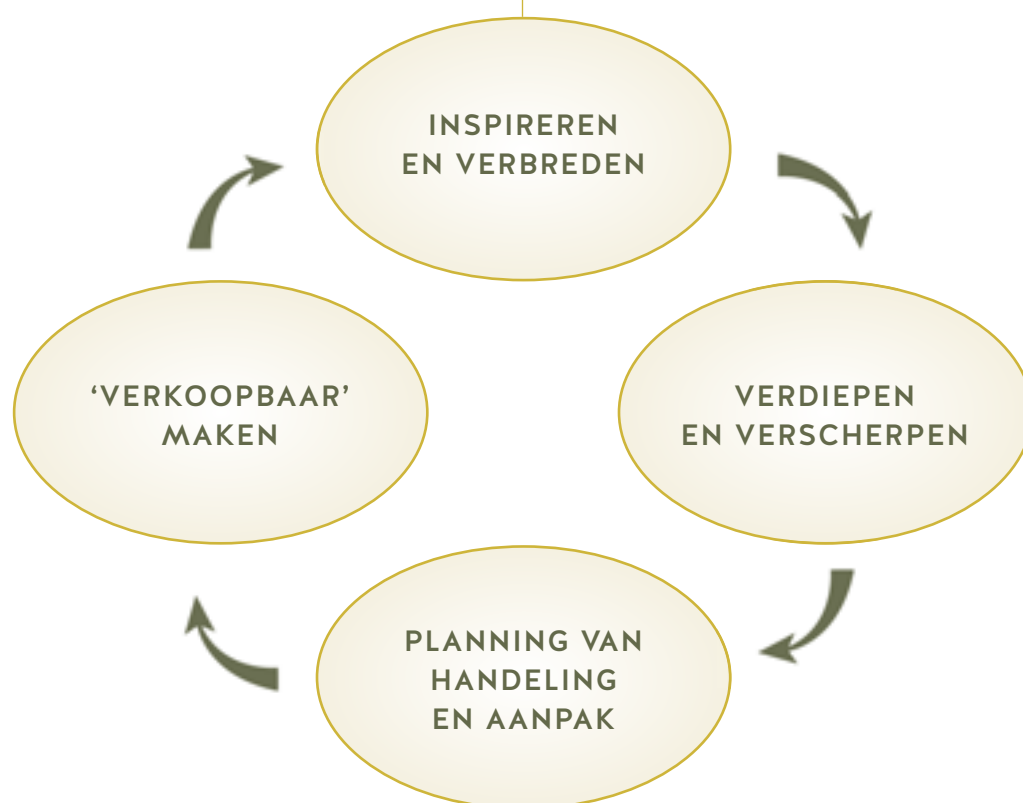 INSPIREREN
EN VERBREDEN
VERDIEPEN
EN VERSCHERPEN
PLANNING VAN
HANDELING
EN AANPAK
‘VERKOOPBAAR’
MAKEN